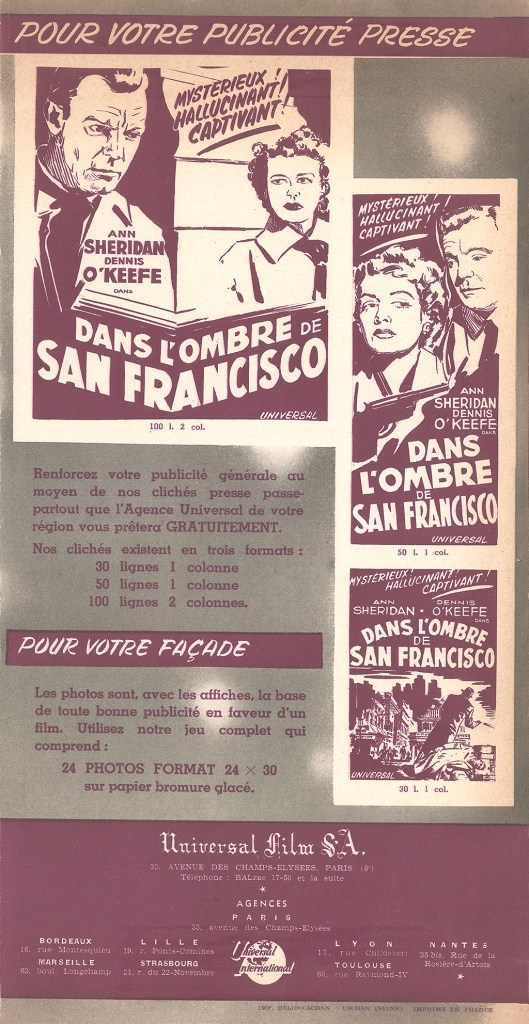 POUR VOTRE PUBLICITÉ PRESSE
MYSTÉRIEUX!
HALLUCINANT!
CAPTIVANT!
ANN
SHERIDAN
DENNIS
O'KEEFE
DANS
DANS L'OMBRE DE
SAN FRANCISCO
UNIVERSAL
100 l. 2 col.
MYSTÉRIEUX!
HALLUCINANT!
CAPTIVANT!
ANN
SHERIDAN
DENNIS
O'KEEFE
DANS
DANS
L'OMBRE
DE
SAN FRANCISCO
UNIVERSAL
50 l. 1 col.
Renforcez votre publicité générale au
moyen de nos clichés presse passe-
partout que l'Agence Universal de votre
région vous prêtera GRATUITEMENT.
Nos clichés existent en trois formats :
30 lignes 1 colonne
50 lignes 1 colonne
100 lignes 2 colonnes.
MYSTÉRIEUX! HALLUCINANT! CAPTIVANT!
ANN DENNIS
SHERIDAN • O'KEEFE
DANS
DANS L'OMBRE
DE
SAN FRANCISCO
UNIVERSAL
30 l. 1 col.
POUR VOTRE FAÇADE
Les photos sont, avec les affiches, la base
de toute bonne publicité en faveur d'un
film. Utilisez notre jeu complet qui
comprend :
24 PHOTOS FORMAT 24 × 30
sur papier bromure glacé.
Universal Film S.A.
33, AVENUE DES CHAMPS-ELYSEES, PARIS (8e)
Téléphone : BALzac 17-50 et la suite
AGENCES
PARIS
33, avenue des Champs-Elysées
BORDEAUX
16, rue Montesquieu
MARSEILLE
62, boul. Longchamp
LILLE
19, r. Ponts-Comines
STRASBOURG
21, r. du 22-Novembre
Universal
International
LYON
17, rue Childebert
TOULOUSE
60, rue Raymond-IV
NANTES
35 bis, Rue de la
Rosière-d'Artois
IMP. HELIO-CACHAN - CACHAN (SEINE) IMPRIMÉ EN FRANCE